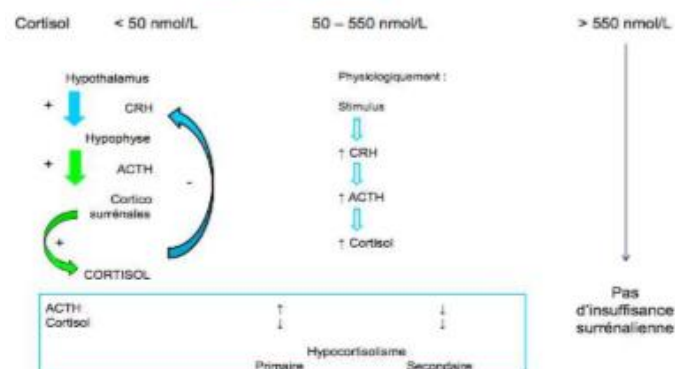 Cortisol < 50 nmol/L 50 – 550 nmol/L > 550 nmol/L
Hypothalamus
+ CRH
Hypophyse
+ ACTH
-
Cortico
surrénales
+
CORTISOL
Physiologiquement :
Stimulus
↑ CRH
↑ ACTH
↑ Cortisol
Pas
d'insuffisance
surrénalienne
ACTH ↑ ↓
Cortisol ↓ ↓
Hypocortisolisme
Primaire Secondaire